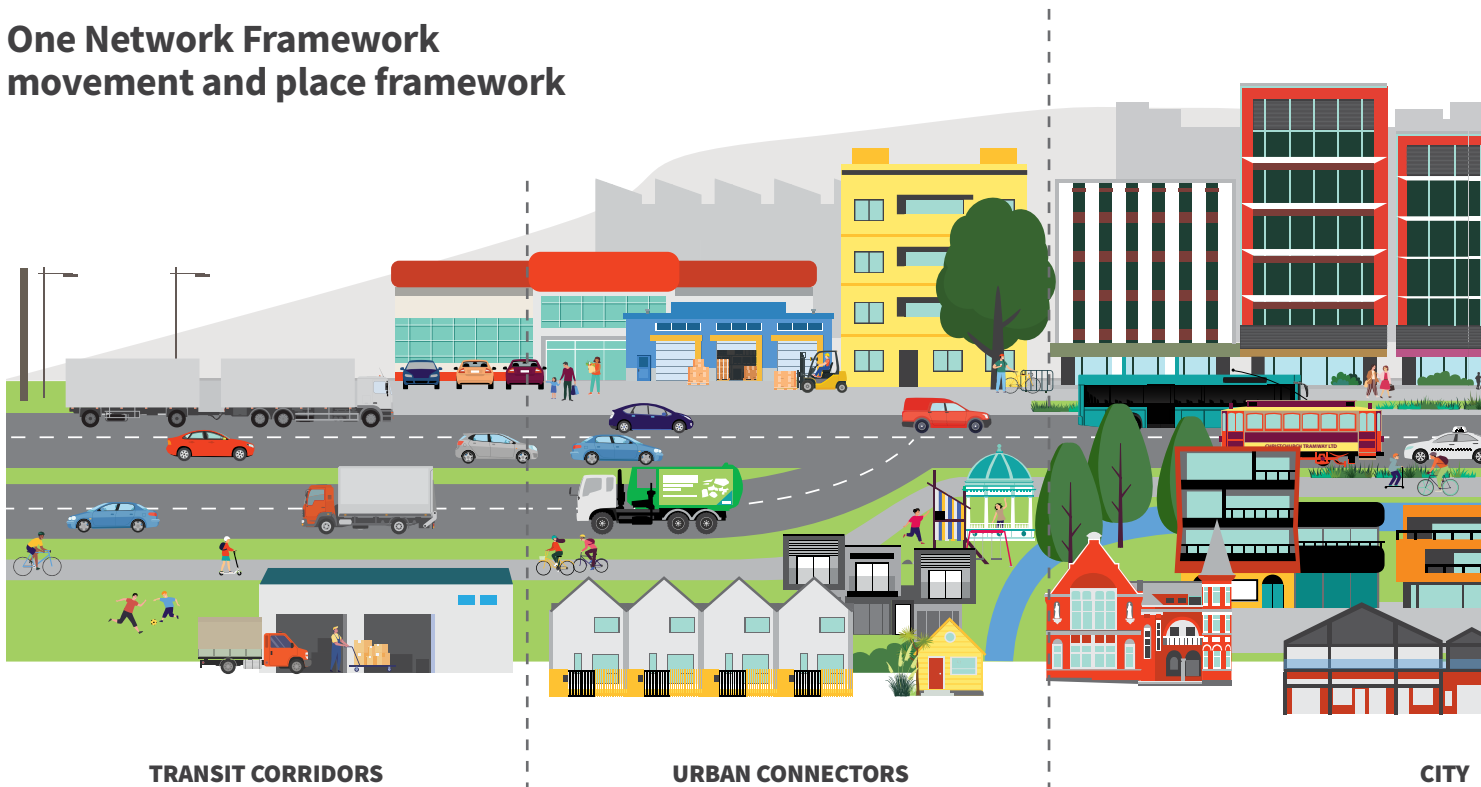 One Network Framework
movement and place framework
CHRISTCHURCH TRAMWAY LTD
TRANSIT CORRIDORS
URBAN CONNECTORS
CITY